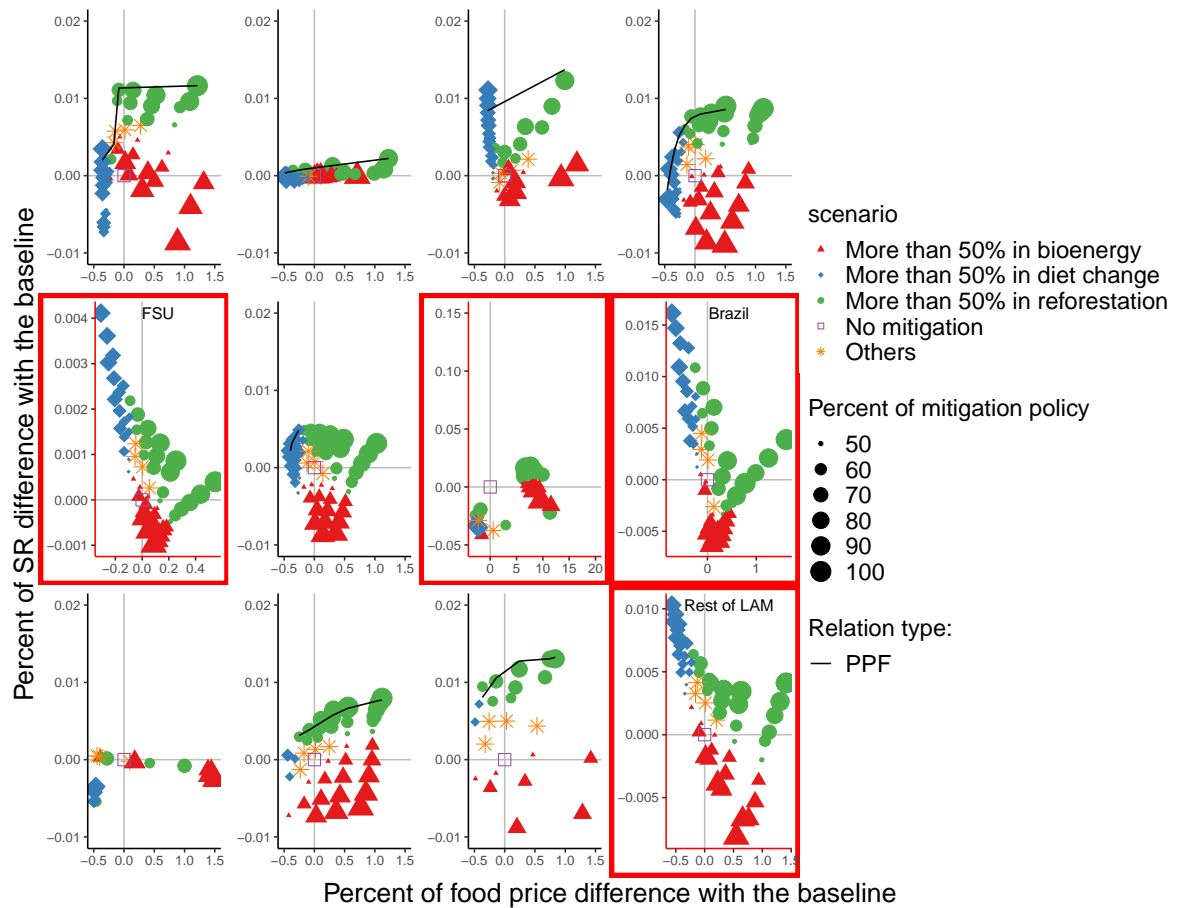 Percent of SR difference with the baseline
0.02
0.01
0.00
−0.01
−0.5 0.0 0.5 1.0 1.5
0.02
0.01
0.00
−0.01
−0.5 0.0 0.5 1.0 1.5
0.02
0.01
0.00
−0.01
−0.5 0.0 0.5 1.0 1.5
0.02
0.01
0.00
−0.01
−0.5 0.0 0.5 1.0 1.5
FSU
0.004
0.003
0.002
0.001
0.000
−0.001
−0.2 0.0 0.2 0.4
0.02
0.01
0.00
−0.01
−0.5 0.0 0.5 1.0 1.5
0.15
0.10
0.05
0.00
−0.05
0 5 10 15 20
Brazil
0.015
0.010
0.005
0.000
−0.005
0 1
0.02
0.01
0.00
−0.01
−0.5 0.0 0.5 1.0 1.5
0.02
0.01
0.00
−0.01
−0.5 0.0 0.5 1.0 1.5
0.02
0.01
0.00
−0.01
−0.5 0.0 0.5 1.0 1.5
Rest of LAM
0.010
0.005
0.000
−0.005
−0.5 0.0 0.5 1.0 1.5
Percent of food price difference with the baseline
scenario
More than 50% in bioenergy
More than 50% in diet change
More than 50% in reforestation
No mitigation
Others
Percent of mitigation policy
50
60
70
80
90
100
Relation type:
PPF